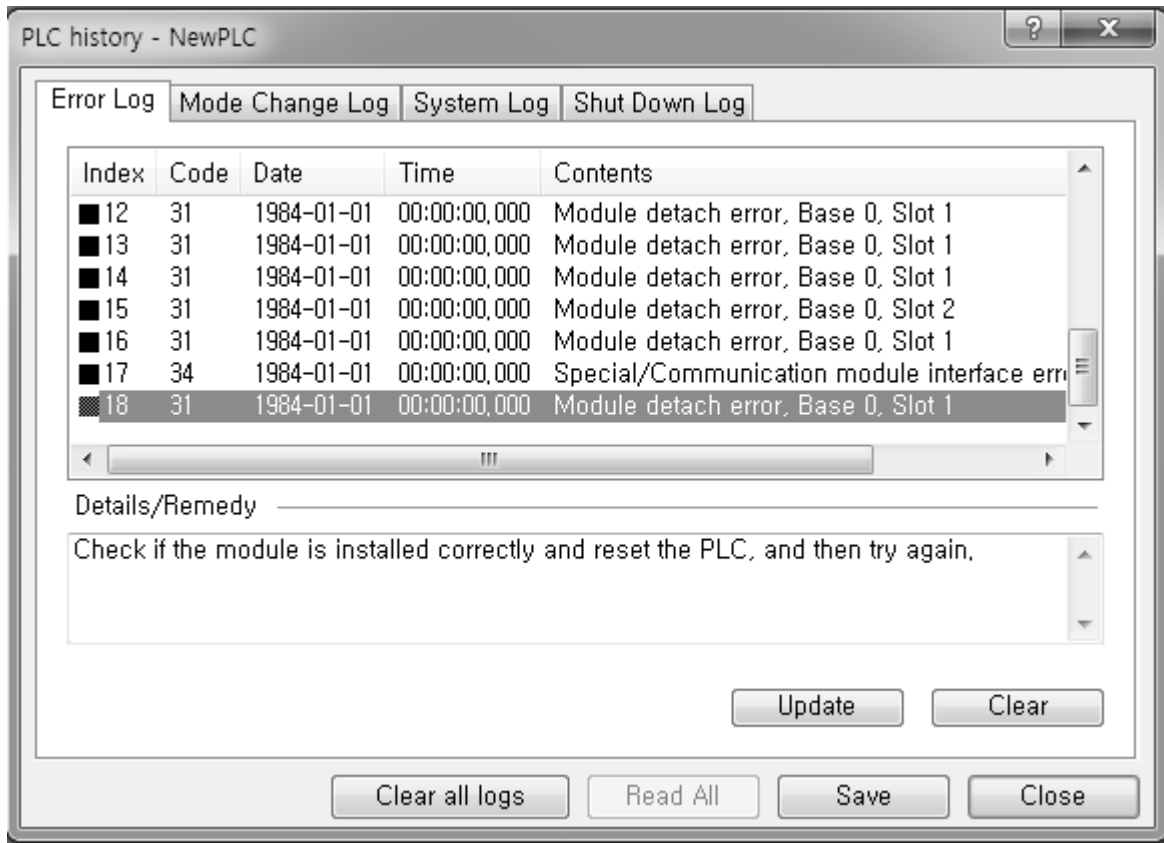 PLC history - NewPLC
Error Log Mode Change Log System Log Shut Down Log
Index Code Date Time Contents
12 31 1984-01-01 00:00:00,000 Module detach error, Base 0, Slot 1
13 31 1984-01-01 00:00:00,000 Module detach error, Base 0, Slot 1
14 31 1984-01-01 00:00:00,000 Module detach error, Base 0, Slot 1
15 31 1984-01-01 00:00:00,000 Module detach error, Base 0, Slot 2
16 31 1984-01-01 00:00:00,000 Module detach error, Base 0, Slot 1
17 34 1984-01-01 00:00:00,000 Special/Communication module interface erro
18 31 1984-01-01 00:00:00,000 Module detach error, Base 0, Slot 1
Details/Remedy
Check if the module is installed correctly and reset the PLC, and then try again,
Update Clear
Clear all logs Read All Save Close